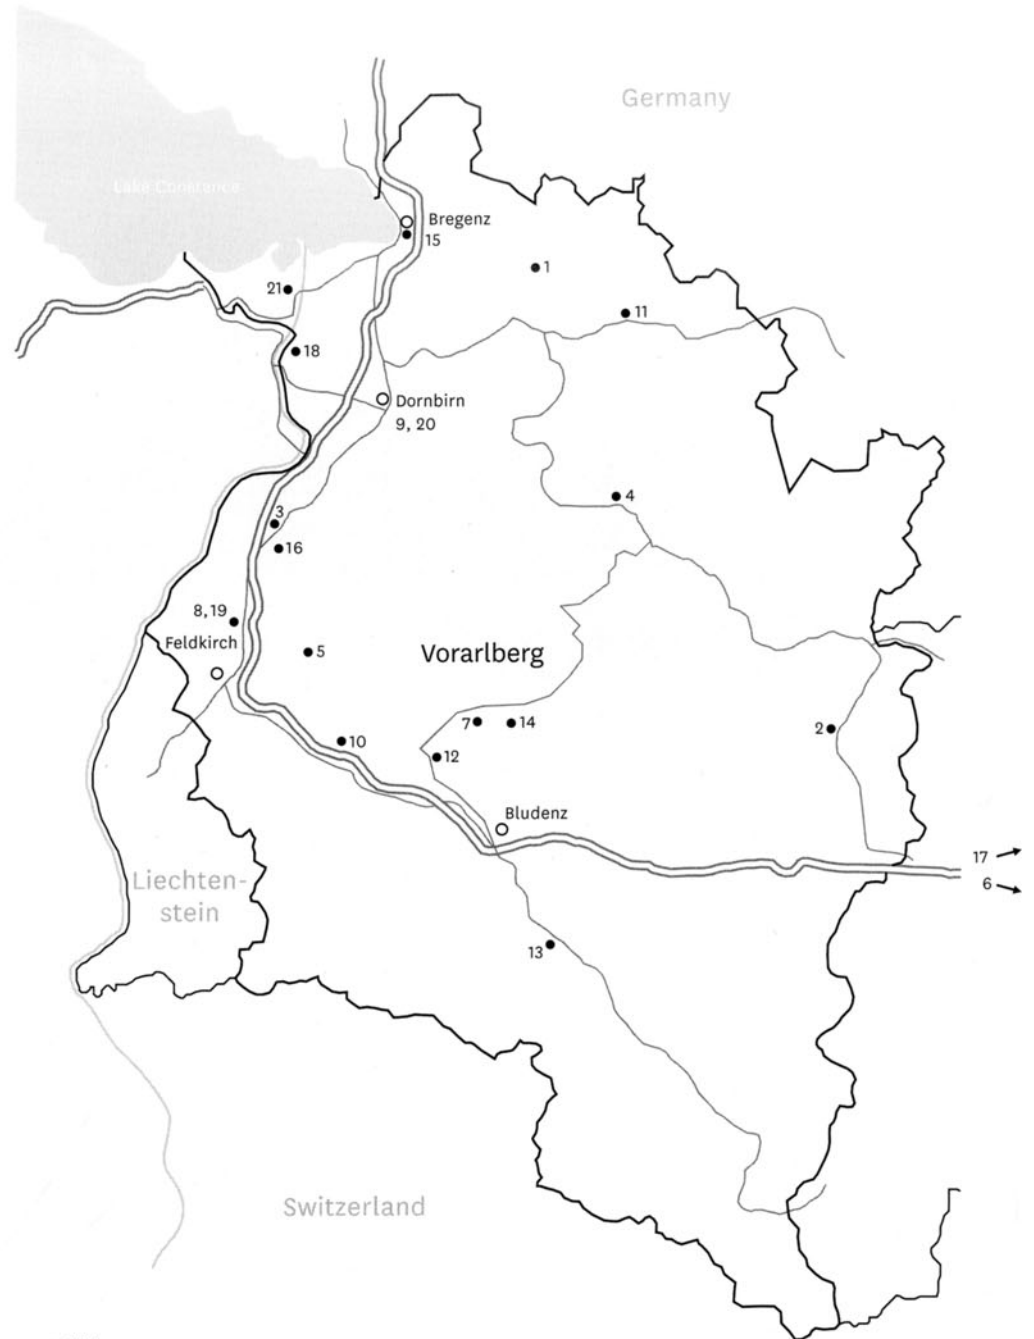 Germany
Lake Constance
Bregenz
15
1
21
11
18
Dornbirn
9, 20
4
3
16
8, 19
Feldkirch
5
Vorarlberg
7
14
2
10
12
Bludenz
17
6
Liechten-
stein
13
Switzerland